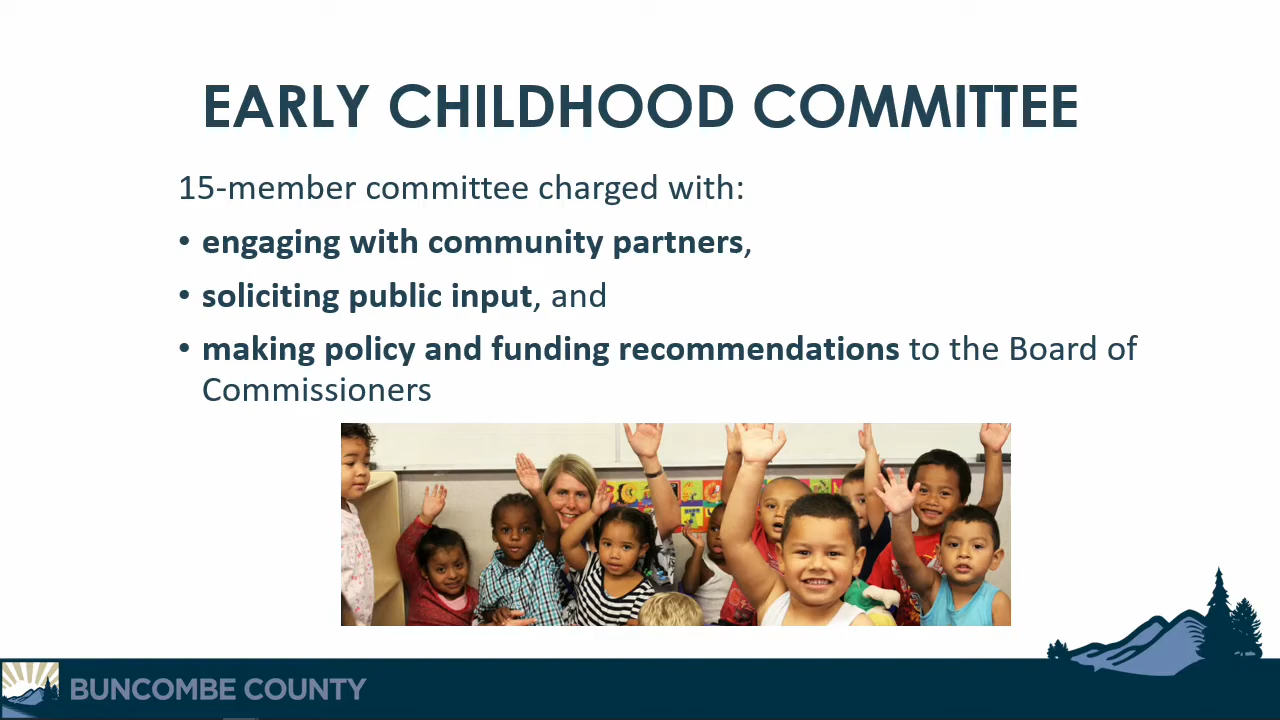 EARLY CHILDHOOD COMMITTEE
15-member committee charged with:
• engaging with community partners,
• soliciting public input, and
• making policy and funding recommendations to the Board of
Commissioners
BUNCOMBE COUNTY